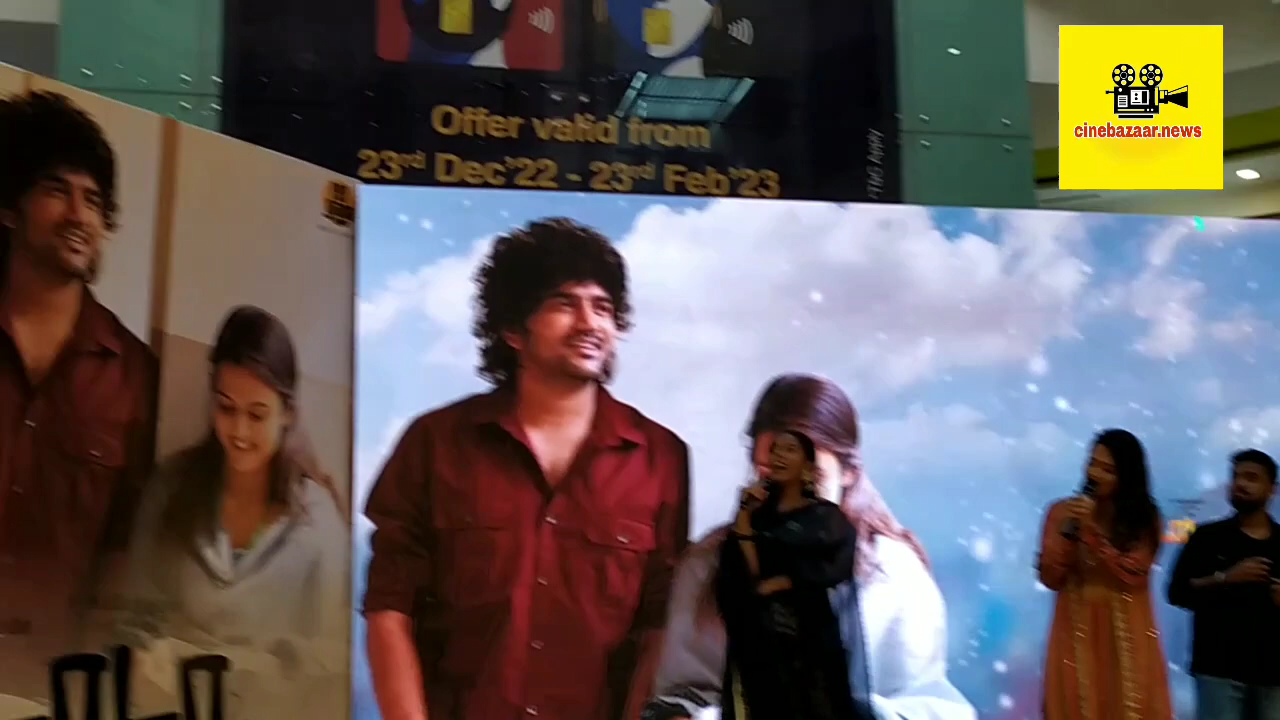 Offer valid from
23rd Dec'22 - 23rd Feb'23
cinebazaar.news